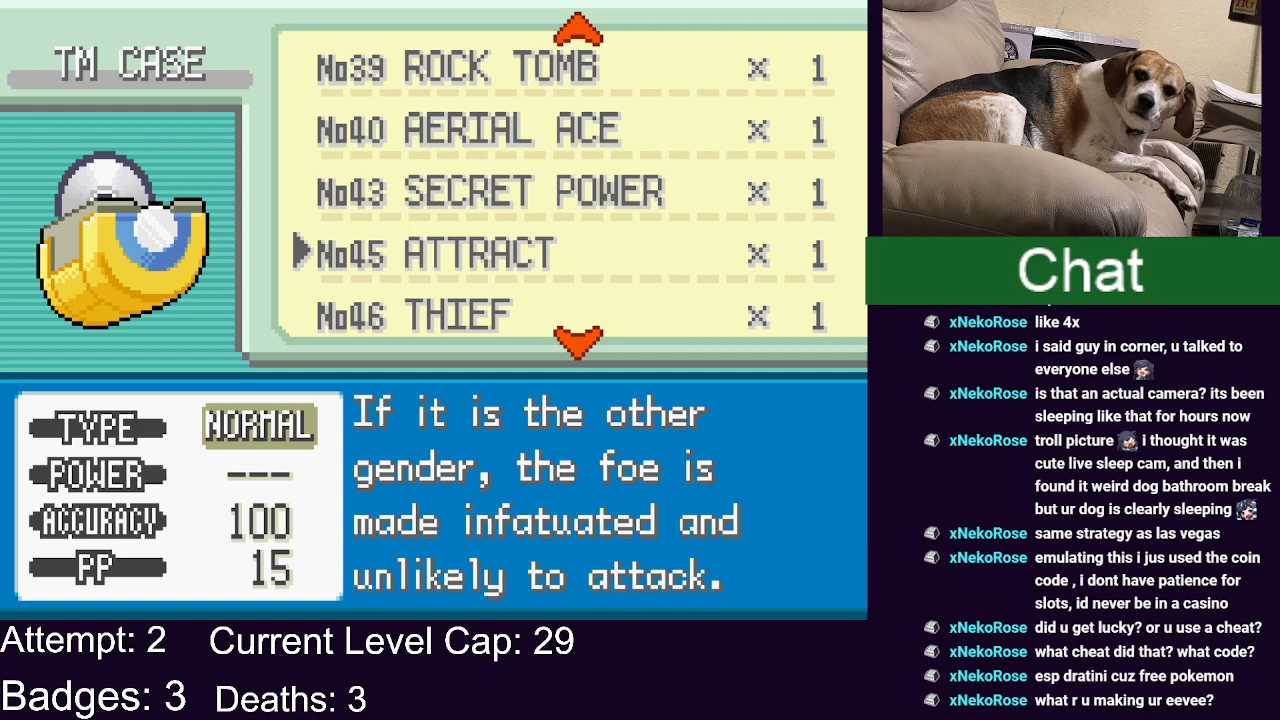 TM CASE
No39 ROCK TOMB × 1
No40 AERIAL ACE × 1
No43 SECRET POWER × 1
No45 ATTRACT × 1
No46 THIEF × 1
TYPE NORMAL
POWER ---
ACCURACY 100
PP 15
If it is the other
gender, the foe is
made infatuated and
unlikely to attack.
Attempt: 2 Current Level Cap: 29
Badges: 3 Deaths: 3
Chat
xNekoRose like 4x
xNekoRose i said guy in corner, u talked to
everyone else
xNekoRose is that an actual camera? its been
sleeping like that for hours now
xNekoRose troll picture i thought it was
cute live sleep cam, and then i
found it weird dog bathroom break
but ur dog is clearly sleeping
xNekoRose same strategy as las vegas
xNekoRose emulating this i jus used the coin
code , i dont have patience for
slots, id never be in a casino
xNekoRose did u get lucky? or u use a cheat?
xNekoRose what cheat did that? what code?
xNekoRose esp dratini cuz free pokemon
xNekoRose what r u making ur eevee?